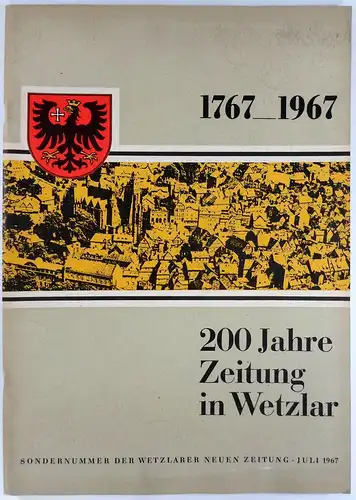 1767_1967
200 Jahre
Zeitung
in Wetzlar
SONDERNUMMER DER WETZLARER NEUEN ZEITUNG - JULI 1967